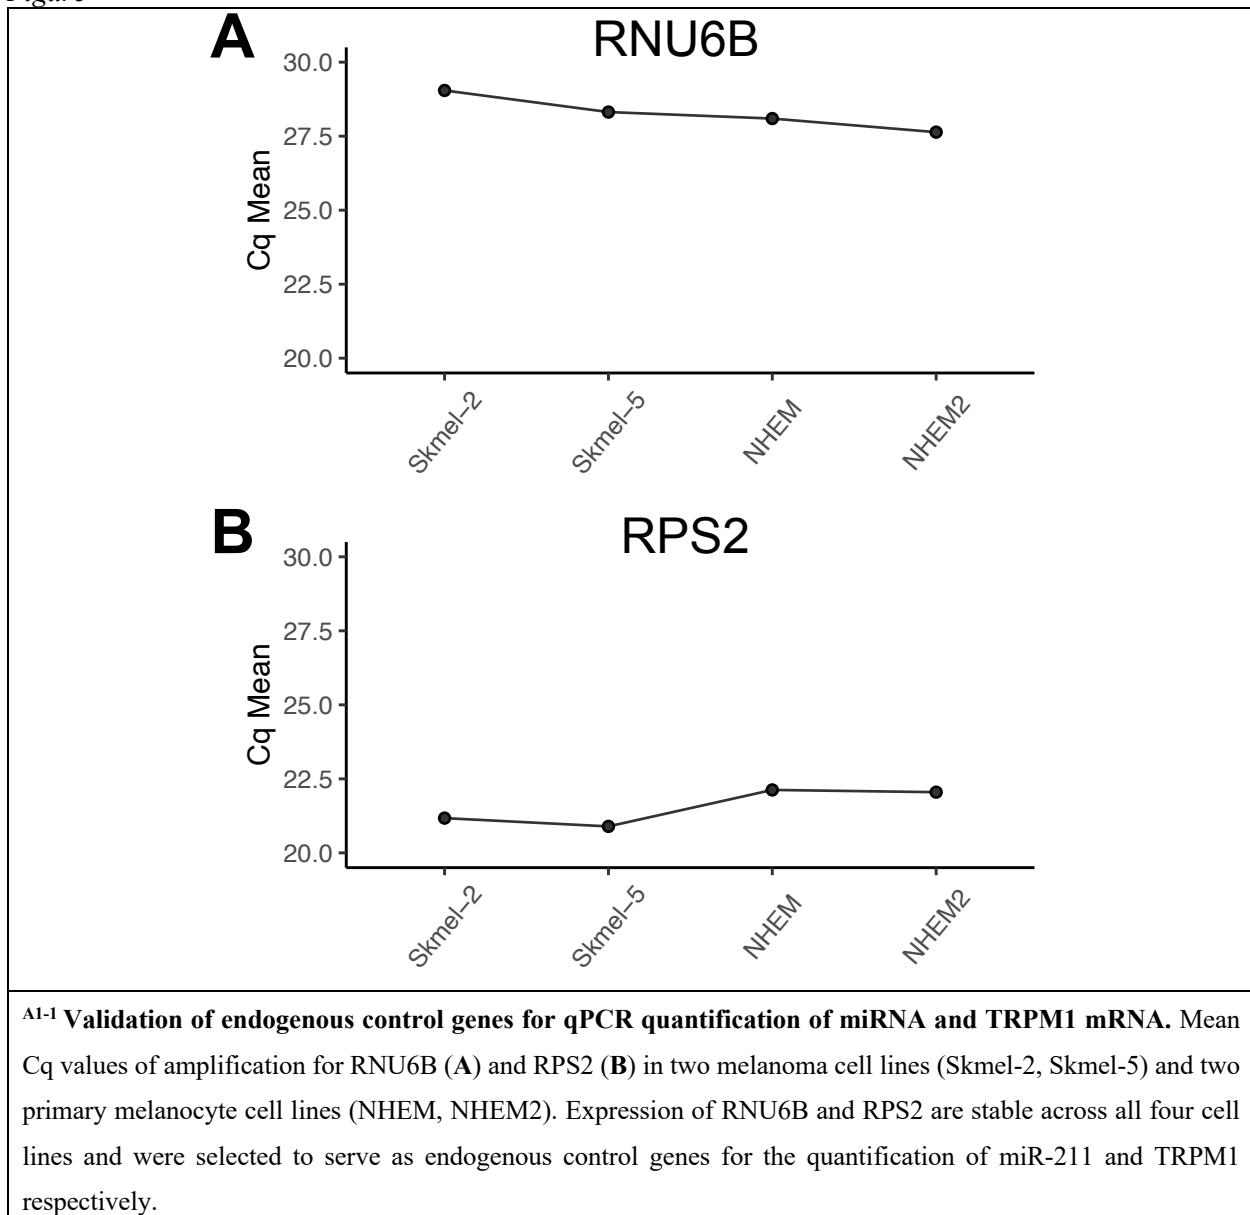 Figure
A
RNU6B
30.0
27.5
25.0
22.5
20.0
Cq Mean
Skmel-2
Skmel-5
NHEM
NHEM2
B
RPS2
30.0
27.5
25.0
22.5
20.0
Cq Mean
Skmel-2
Skmel-5
NHEM
NHEM2
A1-1 Validation of endogenous control genes for qPCR quantification of miRNA and TRPM1 mRNA. Mean
Cq values of amplification for RNU6B (A) and RPS2 (B) in two melanoma cell lines (Skmel-2, Skmel-5) and two
primary melanocyte cell lines (NHEM, NHEM2). Expression of RNU6B and RPS2 are stable across all four cell
lines and were selected to serve as endogenous control genes for the quantification of miR-211 and TRPM1
respectively.